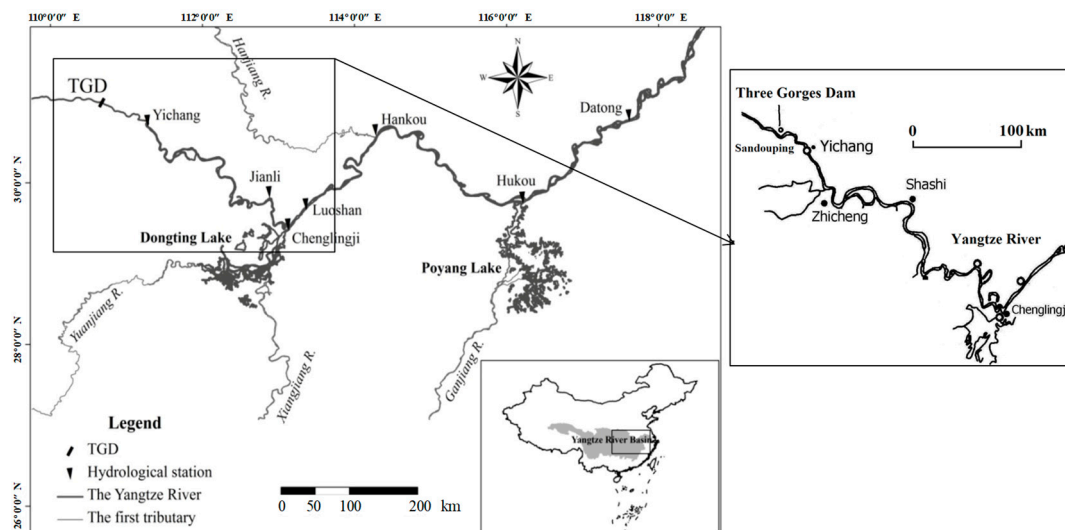 110°0′0″ E
112°0′0″ E
114°0′0″ E
116°0′0″ E
118°0′0″ E
30°0′0″ N
28°0′0″ N
26°0′0″ N
Hanjiang R.
N
W
E
S
TGD
Yichang
Datong
Hankou
Jianli
Hukou
Luoshan
Chenglingji
Dongting Lake
Poyang Lake
Yuanjiang R.
Xiangjiang R.
Ganjiang R.
Legend
TGD
Hydrological station
The Yangtze River
The first tributary
0 50 100 200 km
Yangtze River Basin
Three Gorges Dam
0 100 km
Sandouping
Yichang
Shashi
Zhicheng
Yangtze River
Chenglingj